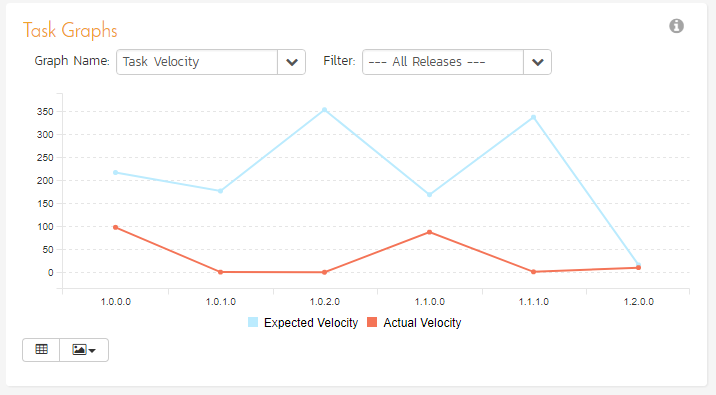 Task Graphs
Graph Name: Task Velocity Filter: --- All Releases ---
350
300
250
200
150
100
50
0
1.0.0.0 1.0.1.0 1.0.2.0 1.1.0.0 1.1.1.0 1.2.0.0
Expected Velocity Actual Velocity